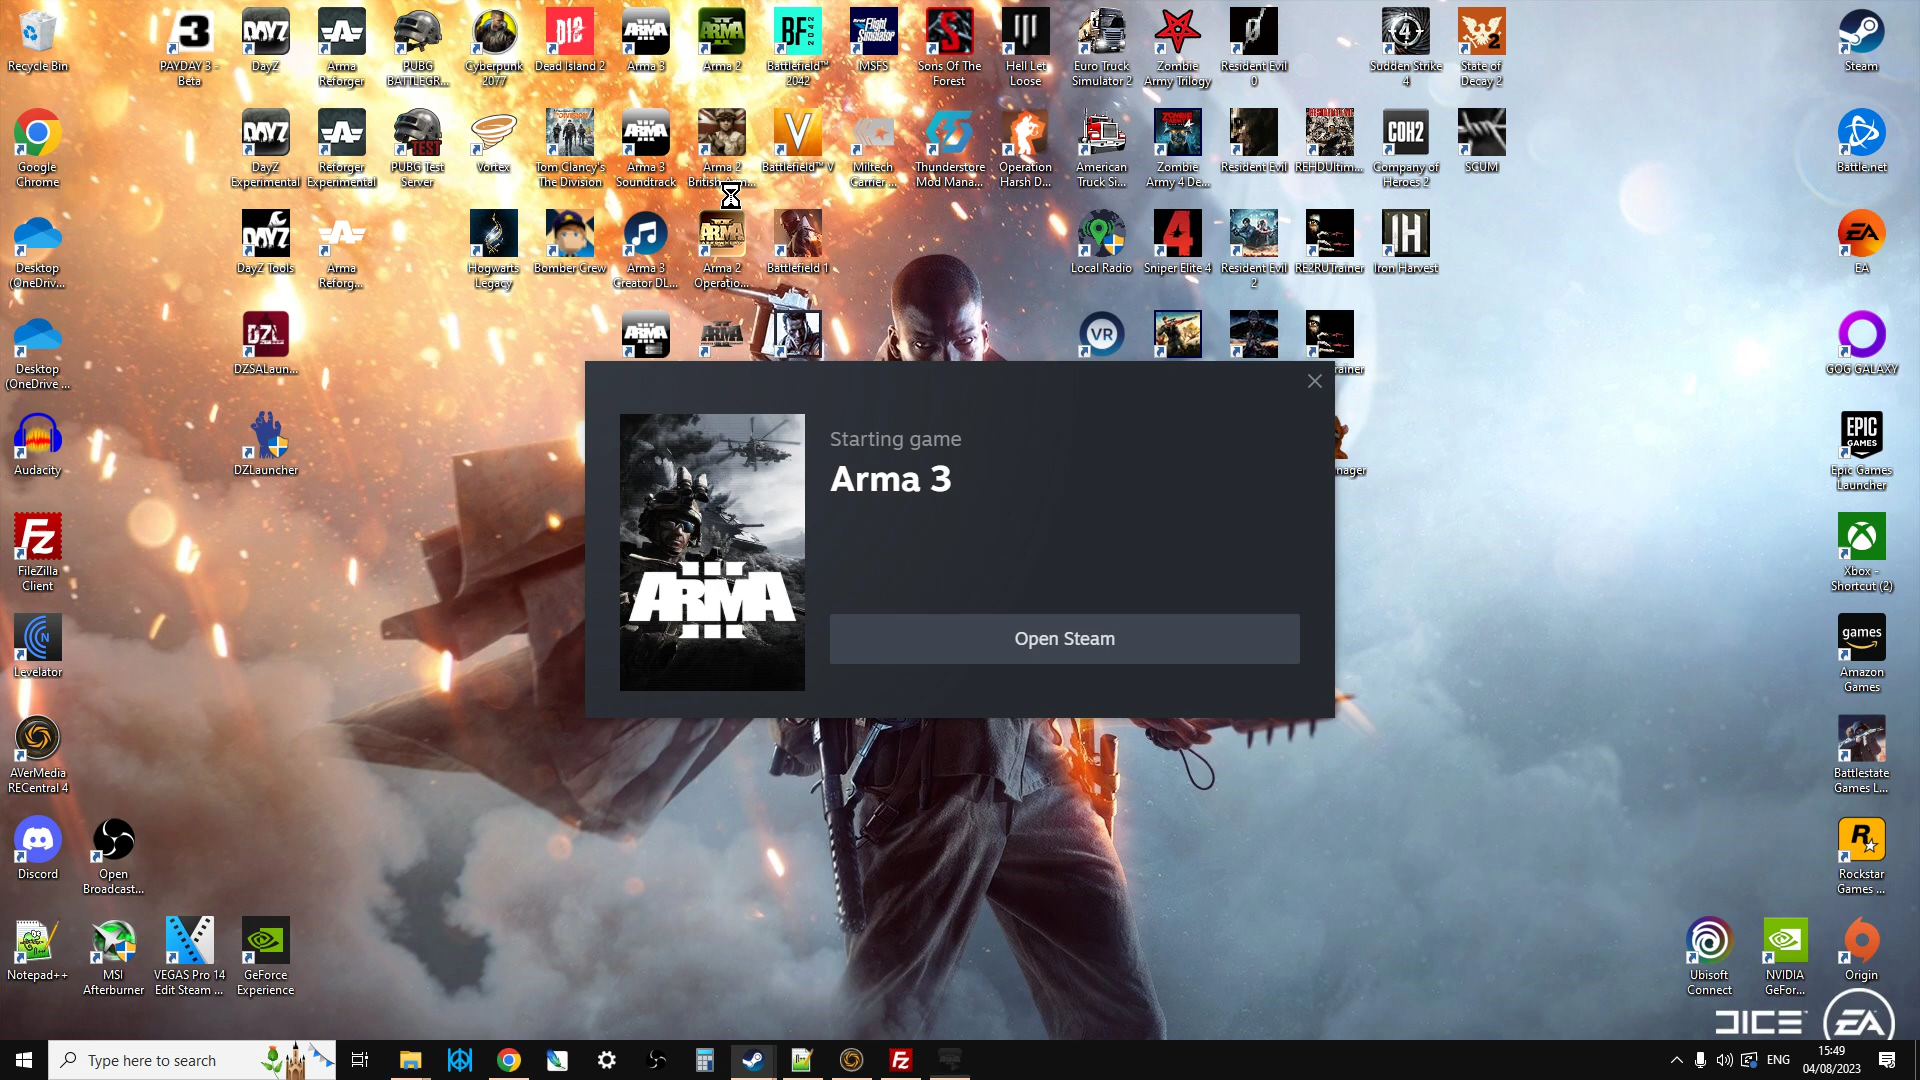 Recycle Bin
PAYDAY 3 -
Beta
DayZ
Arma
Reforger
PUBG
BATTLEGR...
Cyberpunk
2077
Dead Island 2
Arma 3
Arma 2
Battlefield™
2042
MSFS
Sons Of The
Forest
Hell Let
Loose
Euro Truck
Simulator 2
Zombie
Army Trilogy
Resident Evil
0
Sudden Strike
4
State of
Decay 2
Steam
Google
Chrome
DayZ
Experimental
Reforger
Experimental
PUBG Test
Server
Vortex
Tom Clancy's
The Division
Arma 3
Soundtrack
Arma 2
Battlefield™ V
Miltech
Carrier ...
Thunderstore
Mod Mana...
Operation
Harsh D...
American
Truck Si...
Zombie
Army 4 De...
Resident Evil
REHDUltim...
Company of
Heroes 2
SCUM
Battle.net
Desktop
(OneDriv...
DayZ Tools
Arma
Reforg...
Hogwarts
Legacy
Bomber Crew
Arma 3
Creator DL...
Arma 2
Operatio...
Battlefield 1
Local Radio
Sniper Elite 4
Resident Evil
2
RE2RUTrainer
Iron Harvest
EA
Desktop
(OneDrive ...
DZSALaun...
VR
rainer
GOG GALAXY
Starting game
Arma 3
ARMA
Open Steam
Audacity
DZLauncher
nager
Epic Games
Launcher
FileZilla
Client
Xbox -
Shortcut (2)
Levelator
Amazon
Games
AVerMedia
RECentral 4
Battlestate
Games L...
Discord
Open
Broadcast...
Rockstar
Games ...
Notepad++
MSI
Afterburner
VEGAS Pro 14
Edit Steam ...
GeForce
Experience
Ubisoft
Connect
NVIDIA
GeFor...
Origin
DICE
EA
Type here to search
ENG
15:49
04/08/2023